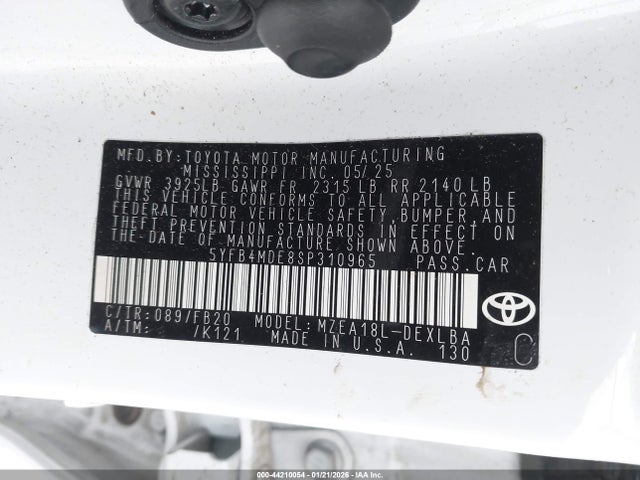 MFD.BY: TOYOTA MOTOR MANUFACTURING
MISSISSIPPI INC. 05/25
GVWR 3925LB GAWR FR 2315 LB RR 2140 LB
THIS VEHICLE CONFORMS TO ALL APPLICABLE
FEDERAL MOTOR VEHICLE SAFETY, BUMPER, AND
THEFT PREVENTION STANDARDS IN EFFECT
ON THE DATE OF MANUFACTURE SHOWN ABOVE.
5YFB4MDE8SP310965 PASS.CAR
C/TR: 089/FB20 MODEL: MZEA18L-DEXLBA
A/TM: /K121 MADE IN U.S.A. 130
C
000-44210054 - 01/21/2026 - IAA Inc.